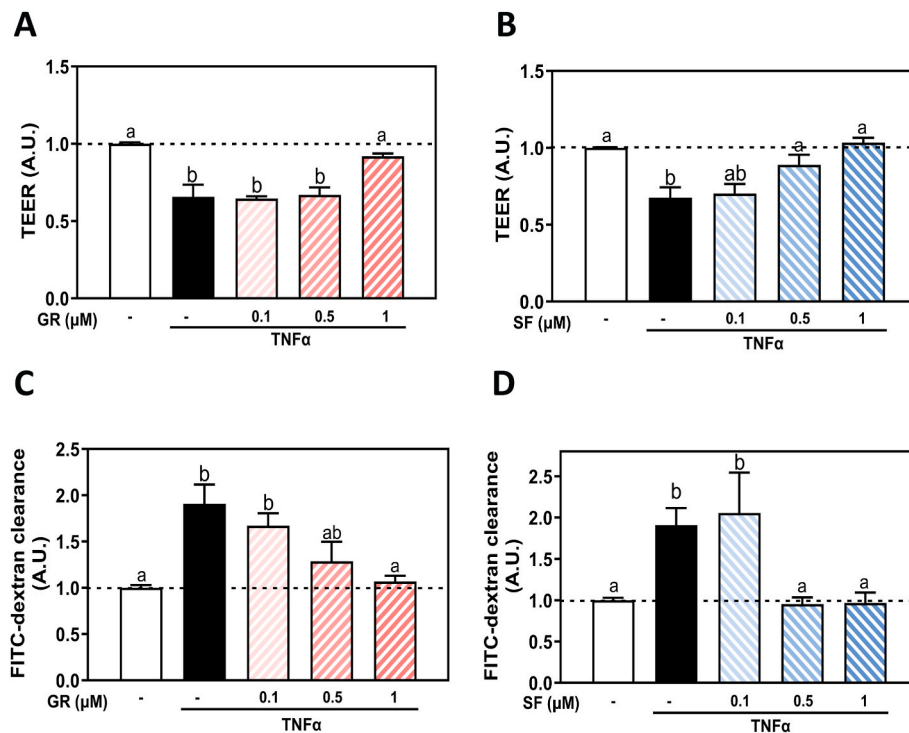 A
TEER (A.U.)
1.5
1.0
0.5
0.0
a
b
b
b
a
GR (µM)
-
-
0.1
0.5
1
TNFα
B
TEER (A.U.)
1.5
1.0
0.5
0.0
a
b
ab
a
a
SF (µM)
-
-
0.1
0.5
1
TNFα
C
FITC-dextran clearance
(A.U.)
2.5
2.0
1.5
1.0
0.5
0.0
a
b
b
ab
a
GR (µM)
-
-
0.1
0.5
1
TNFα
D
FITC-dextran clearance
(A.U.)
2.5
2.0
1.5
1.0
0.5
0.0
a
b
b
a
a
SF (µM)
-
-
0.1
0.5
1
TNFα